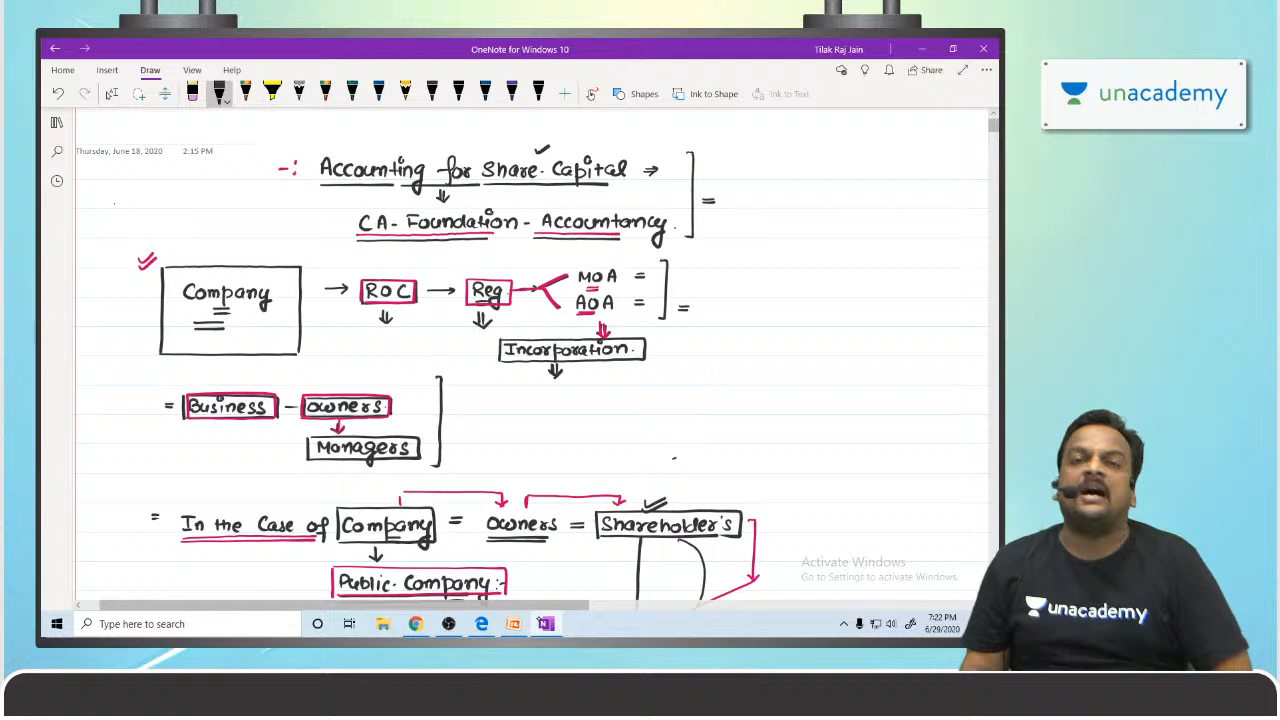 OneNote for Windows 10
Tilak Raj Jain
Home Insert Draw View Help
Share
Shapes
Ink to Shape
Ink to Text
unacademy
Thursday, June 18, 2020 2:15 PM
-: Accounting for Share Capital ⇒
CA-Foundation-Accountancy.
Company → ROC → Reg → MOA =
AOA =
=
Incorporation.
= Business - owners
Managers
= In the Case of Company = Owners = Shareholder's
Public Company:-
Activate Windows
Go to Settings to activate Windows.
Type here to search
7:22 PM
6/29/2020
unacademy